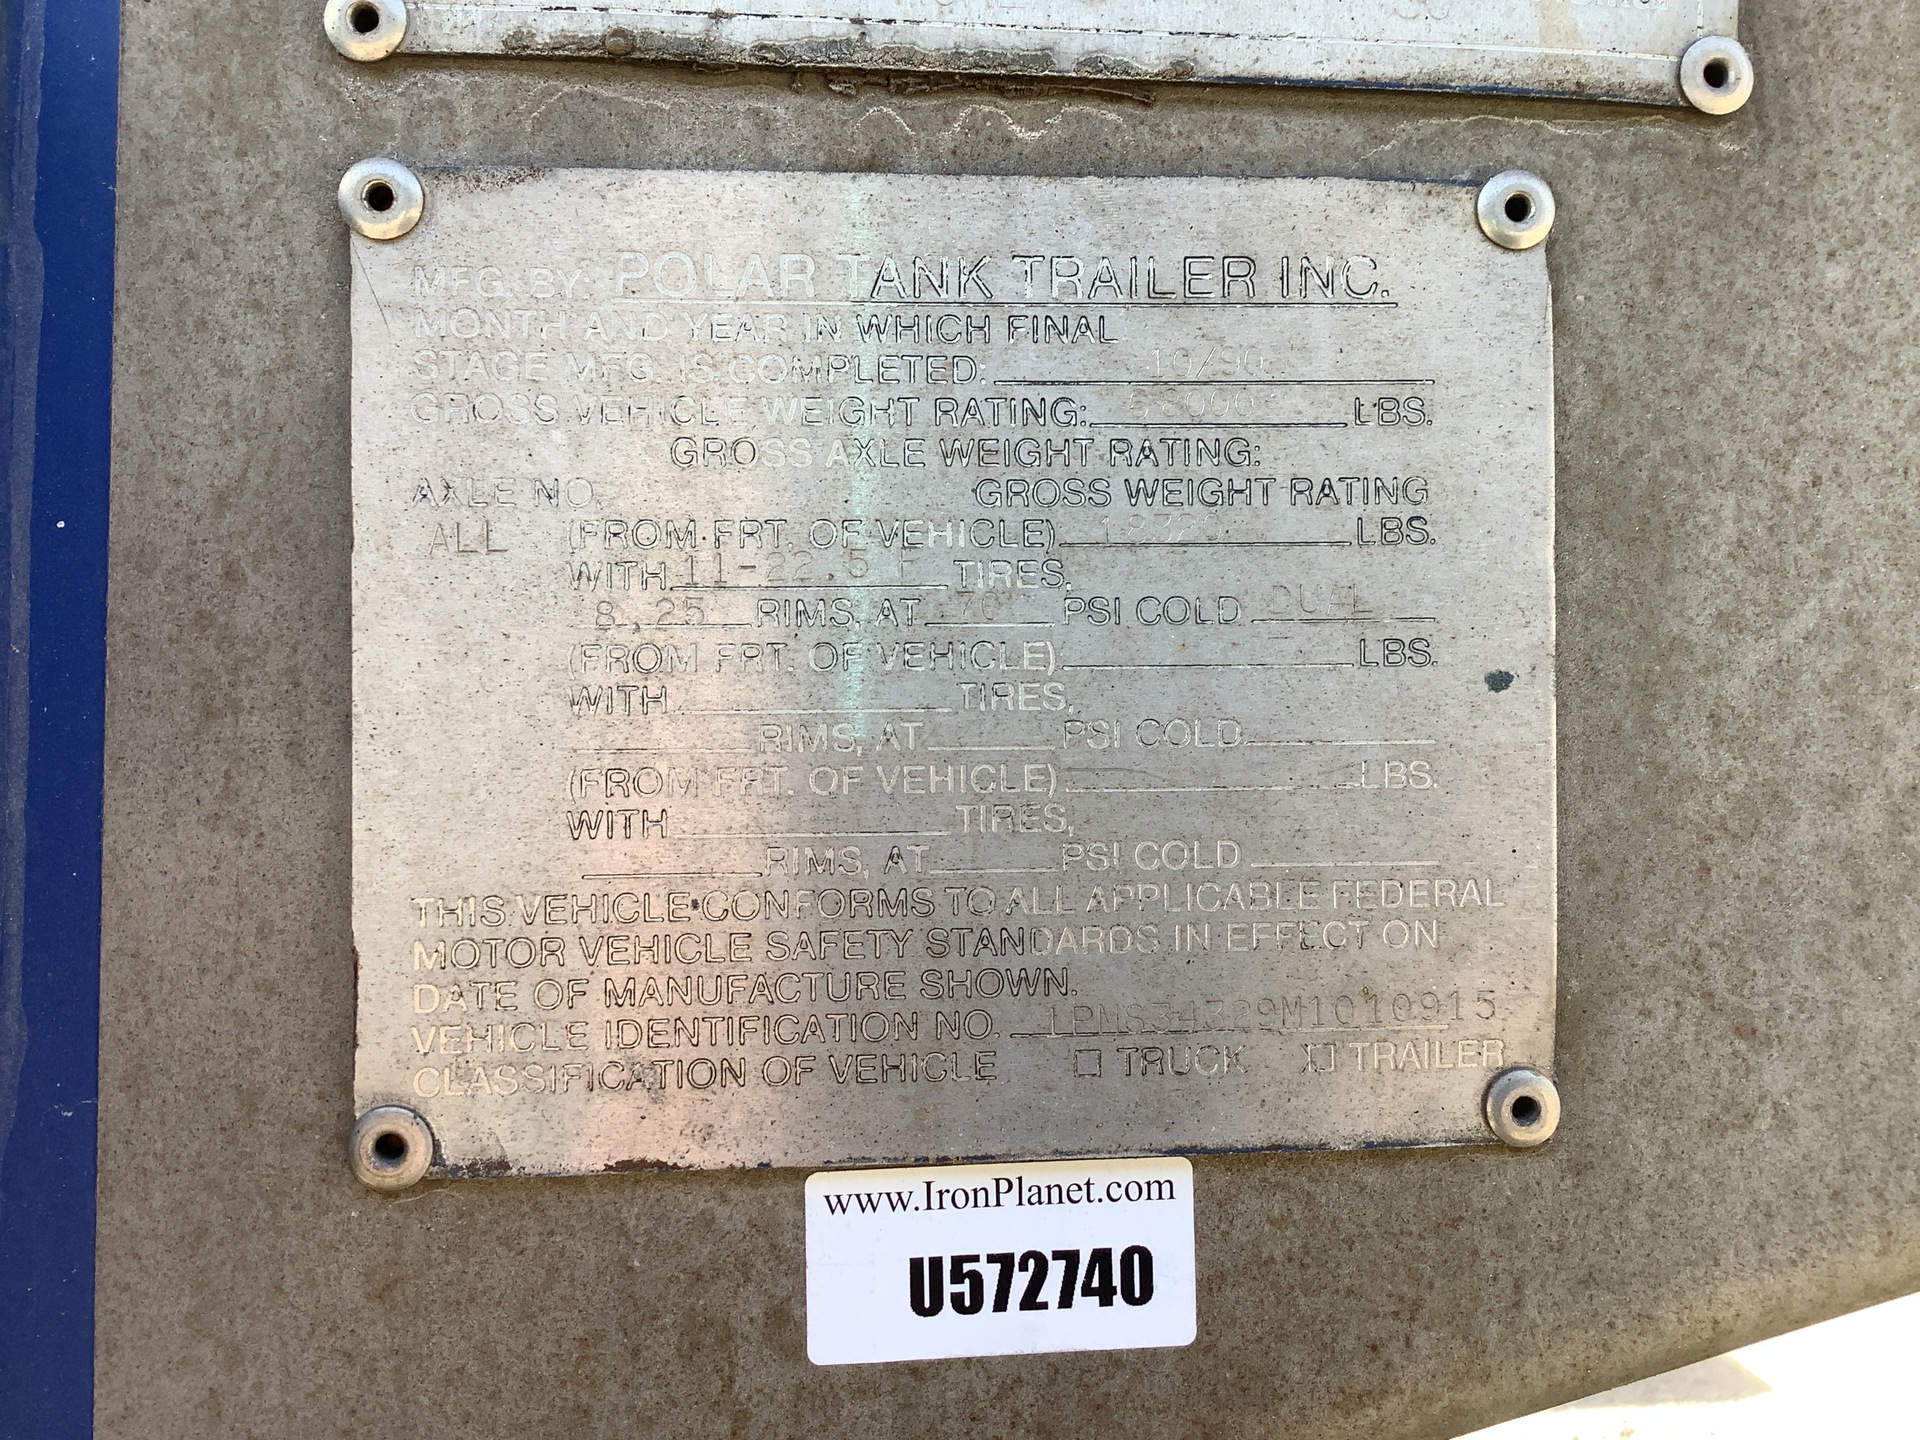 MFG. BY: POLAR TANK TRAILER INC.
MONTH AND YEAR IN WHICH FINAL
STAGE MFG. IS COMPLETED: 10/90
GROSS VEHICLE WEIGHT RATING: 68000 LBS.
GROSS AXLE WEIGHT RATING:
AXLE NO. GROSS WEIGHT RATING
ALL (FROM FRT. OF VEHICLE) 18320 LBS.
WITH 11-22.5 F TIRES,
8.25 RIMS, AT 70 PSI COLD DUAL
(FROM FRT. OF VEHICLE) LBS.
WITH TIRES,
RIMS, AT PSI COLD
(FROM FRT. OF VEHICLE) LBS.
WITH TIRES,
RIMS, AT PSI COLD
THIS VEHICLE CONFORMS TO ALL APPLICABLE FEDERAL
MOTOR VEHICLE SAFETY STANDARDS IN EFFECT ON
DATE OF MANUFACTURE SHOWN.
VEHICLE IDENTIFICATION NO. 1PMS34329M1010915
CLASSIFICATION OF VEHICLE TRUCK X TRAILER
www.IronPlanet.com
U572740